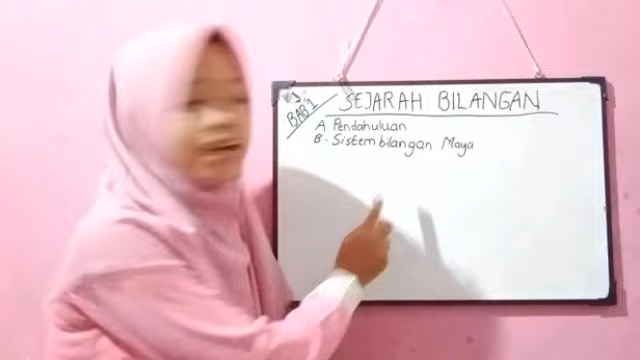 BAB 1
SEJARAH BILANGAN
A. Pendahuluan
B. Sistem bilangan Maya